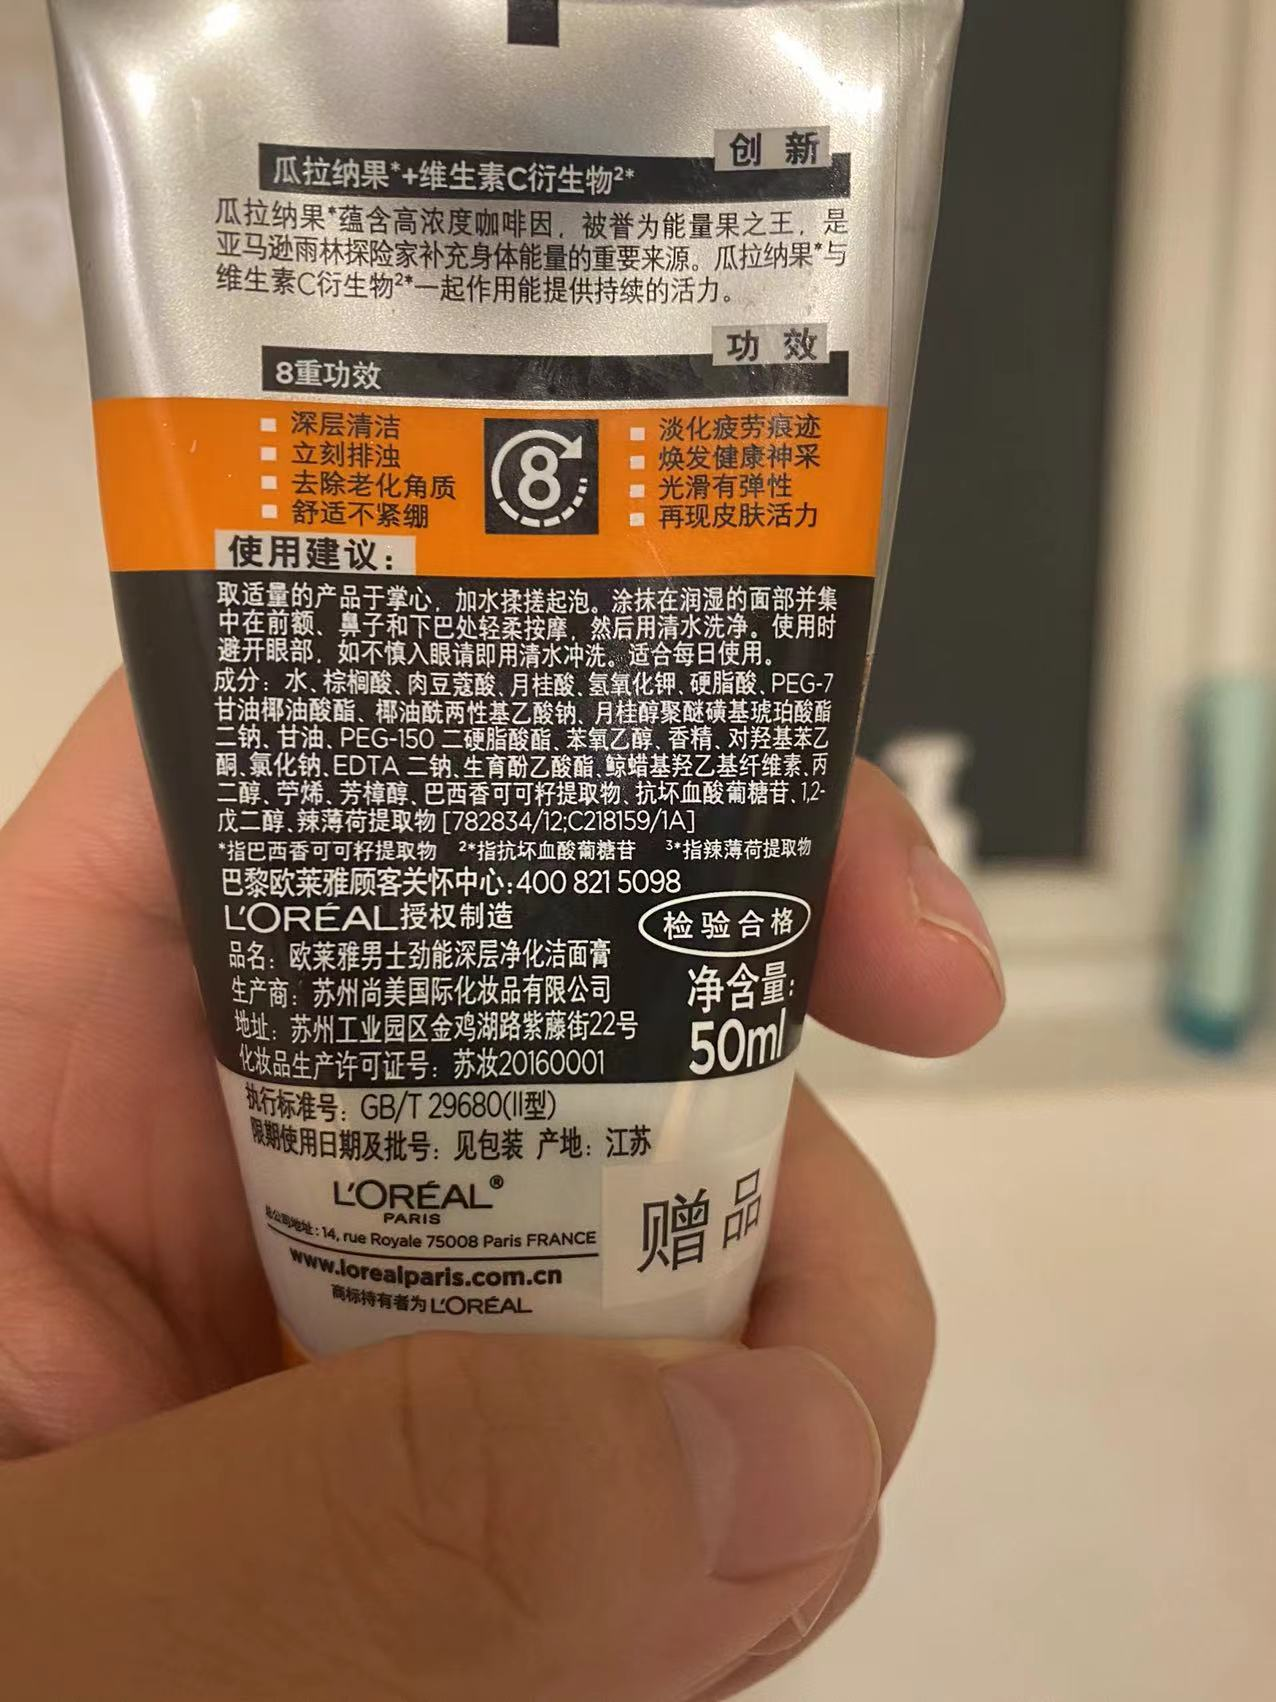 创 新
瓜拉纳果*+维生素C衍生物²*
瓜拉纳果*蕴含高浓度咖啡因，被誉为能量果之王，是
亚马逊雨林探险家补充身体能量的重要来源。瓜拉纳果*与
维生素C衍生物²*一起作用能提供持续的活力。
功 效
8重功效
深层清洁
立刻排浊
去除老化角质
舒适不紧绷
8
淡化疲劳痕迹
焕发健康神采
光滑有弹性
再现皮肤活力
使用建议：
取适量的产品于掌心，加水揉搓起泡。涂抹在润湿的面部并集
中在前额、鼻子和下巴处轻柔按摩，然后用清水洗净。使用时
避开眼部，如不慎入眼请即用清水冲洗。适合每日使用。
成分：水、棕榈酸、肉豆蔻酸、月桂酸、氢氧化钾、硬脂酸、PEG-7
甘油椰油酸酯、椰油酰两性基乙酸钠、月桂醇聚醚磺基琥珀酸酯
二钠、甘油、PEG-150 二硬脂酸酯、苯氧乙醇、香精、对羟基苯乙
酮、氯化钠、EDTA 二钠、生育酚乙酸酯、鲸蜡基羟乙基纤维素、丙
二醇、苧烯、芳樟醇、巴西香可可籽提取物、抗坏血酸葡糖苷、1,2-
戊二醇、辣薄荷提取物 [782834/12;C218159/1A]
*指巴西香可可籽提取物 ²*指抗坏血酸葡糖苷 ³*指辣薄荷提取物
巴黎欧莱雅顾客关怀中心:400 821 5098
L'ORÉAL授权制造
检验合格
品名：欧莱雅男士劲能深层净化洁面膏
生产商：苏州尚美国际化妆品有限公司
地址：苏州工业园区金鸡湖路紫藤街22号
化妆品生产许可证号：苏妆20160001
净含量:
50ml
执行标准号：GB/T 29680(II型)
限期使用日期及批号：见包装 产地：江苏
L'ORÉAL®
PARIS
总公司地址：14, rue Royale 75008 Paris FRANCE
www.lorealparis.com.cn
商标持有者为L'ORÉAL
赠品